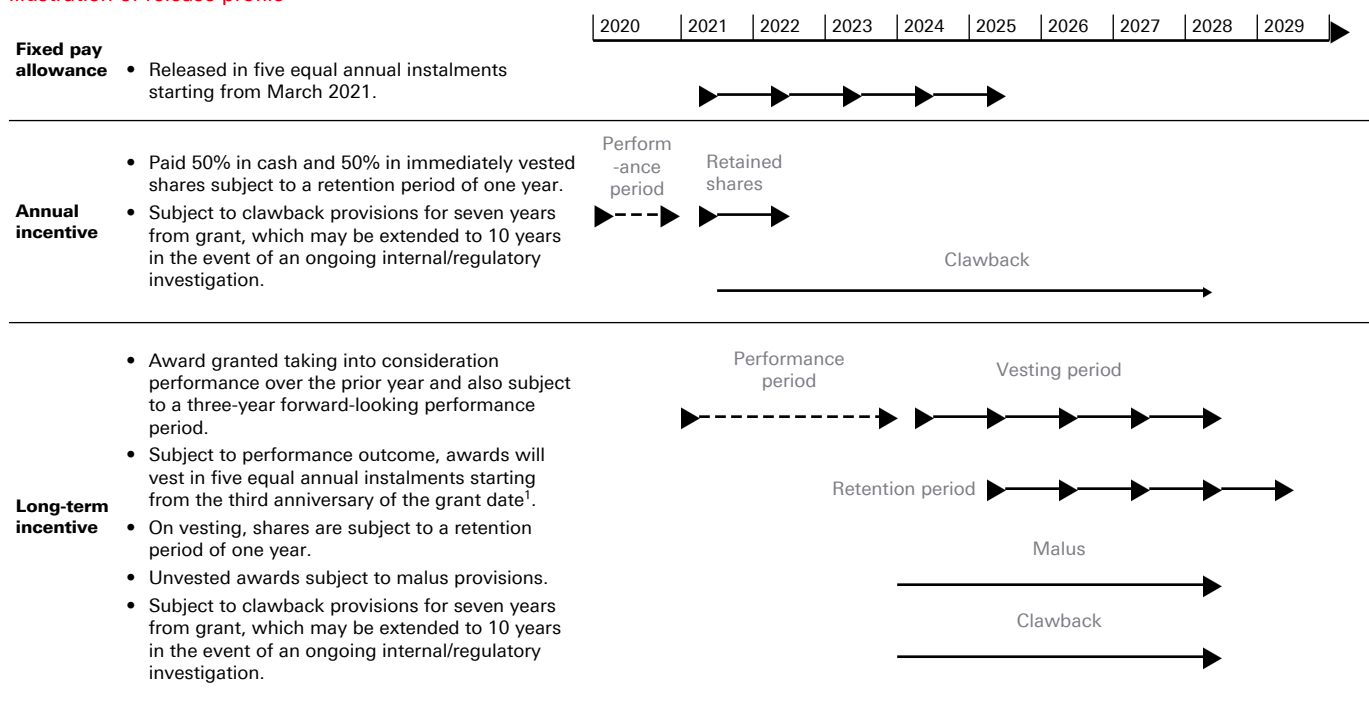 Illustration of release profile
2020 2021 2022 2023 2024 2025 2026 2027 2028 2029
Fixed pay
allowance
• Released in five equal annual instalments
starting from March 2021.
Annual
incentive
• Paid 50% in cash and 50% in immediately vested
shares subject to a retention period of one year.
• Subject to clawback provisions for seven years
from grant, which may be extended to 10 years
in the event of an ongoing internal/regulatory
investigation.
Perform
-ance
period
Retained
shares
Clawback
Long-term
incentive
• Award granted taking into consideration
performance over the prior year and also subject
to a three-year forward-looking performance
period.
• Subject to performance outcome, awards will
vest in five equal annual instalments starting
from the third anniversary of the grant date1.
• On vesting, shares are subject to a retention
period of one year.
• Unvested awards subject to malus provisions.
• Subject to clawback provisions for seven years
from grant, which may be extended to 10 years
in the event of an ongoing internal/regulatory
investigation.
Performance
period
Vesting period
Retention period
Malus
Clawback